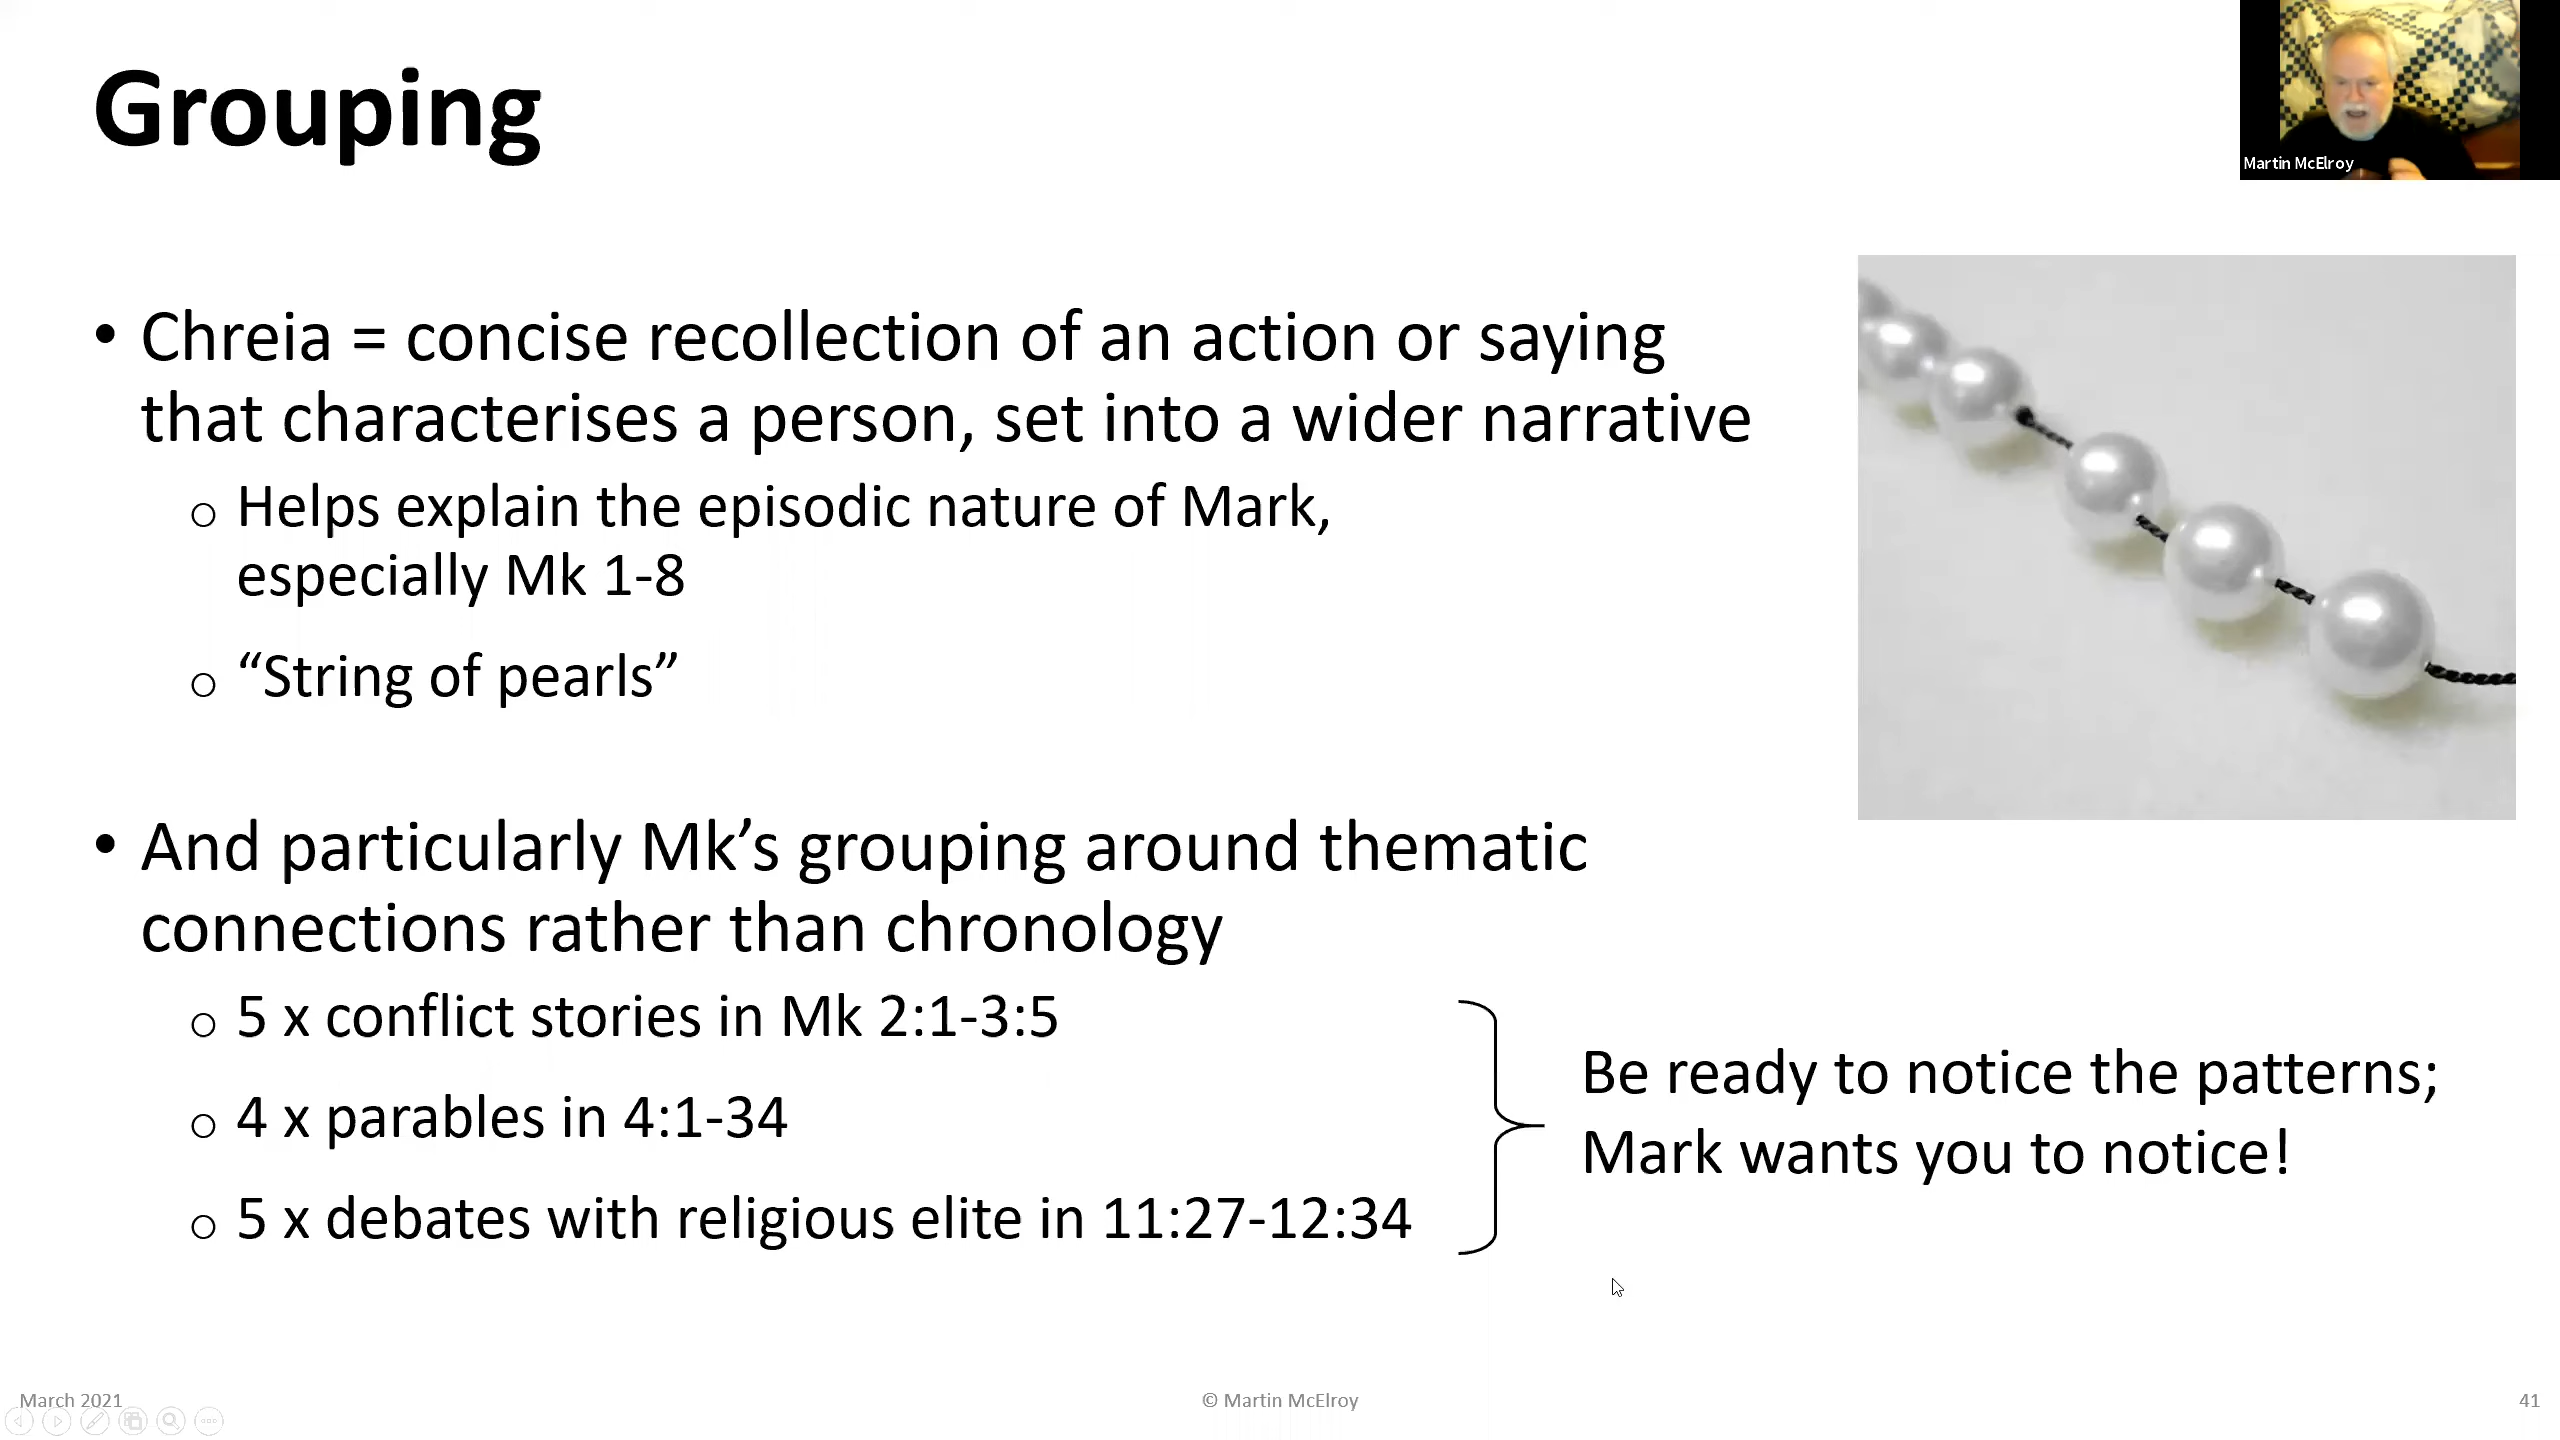 Grouping
Martin McElroy
• Chreia = concise recollection of an action or saying
that characterises a person, set into a wider narrative
o Helps explain the episodic nature of Mark,
especially Mk 1-8
o “String of pearls”
• And particularly Mk’s grouping around thematic
connections rather than chronology
o 5 x conflict stories in Mk 2:1-3:5
o 4 x parables in 4:1-34
o 5 x debates with religious elite in 11:27-12:34
Be ready to notice the patterns;
Mark wants you to notice!
March 2021
© Martin McElroy
41